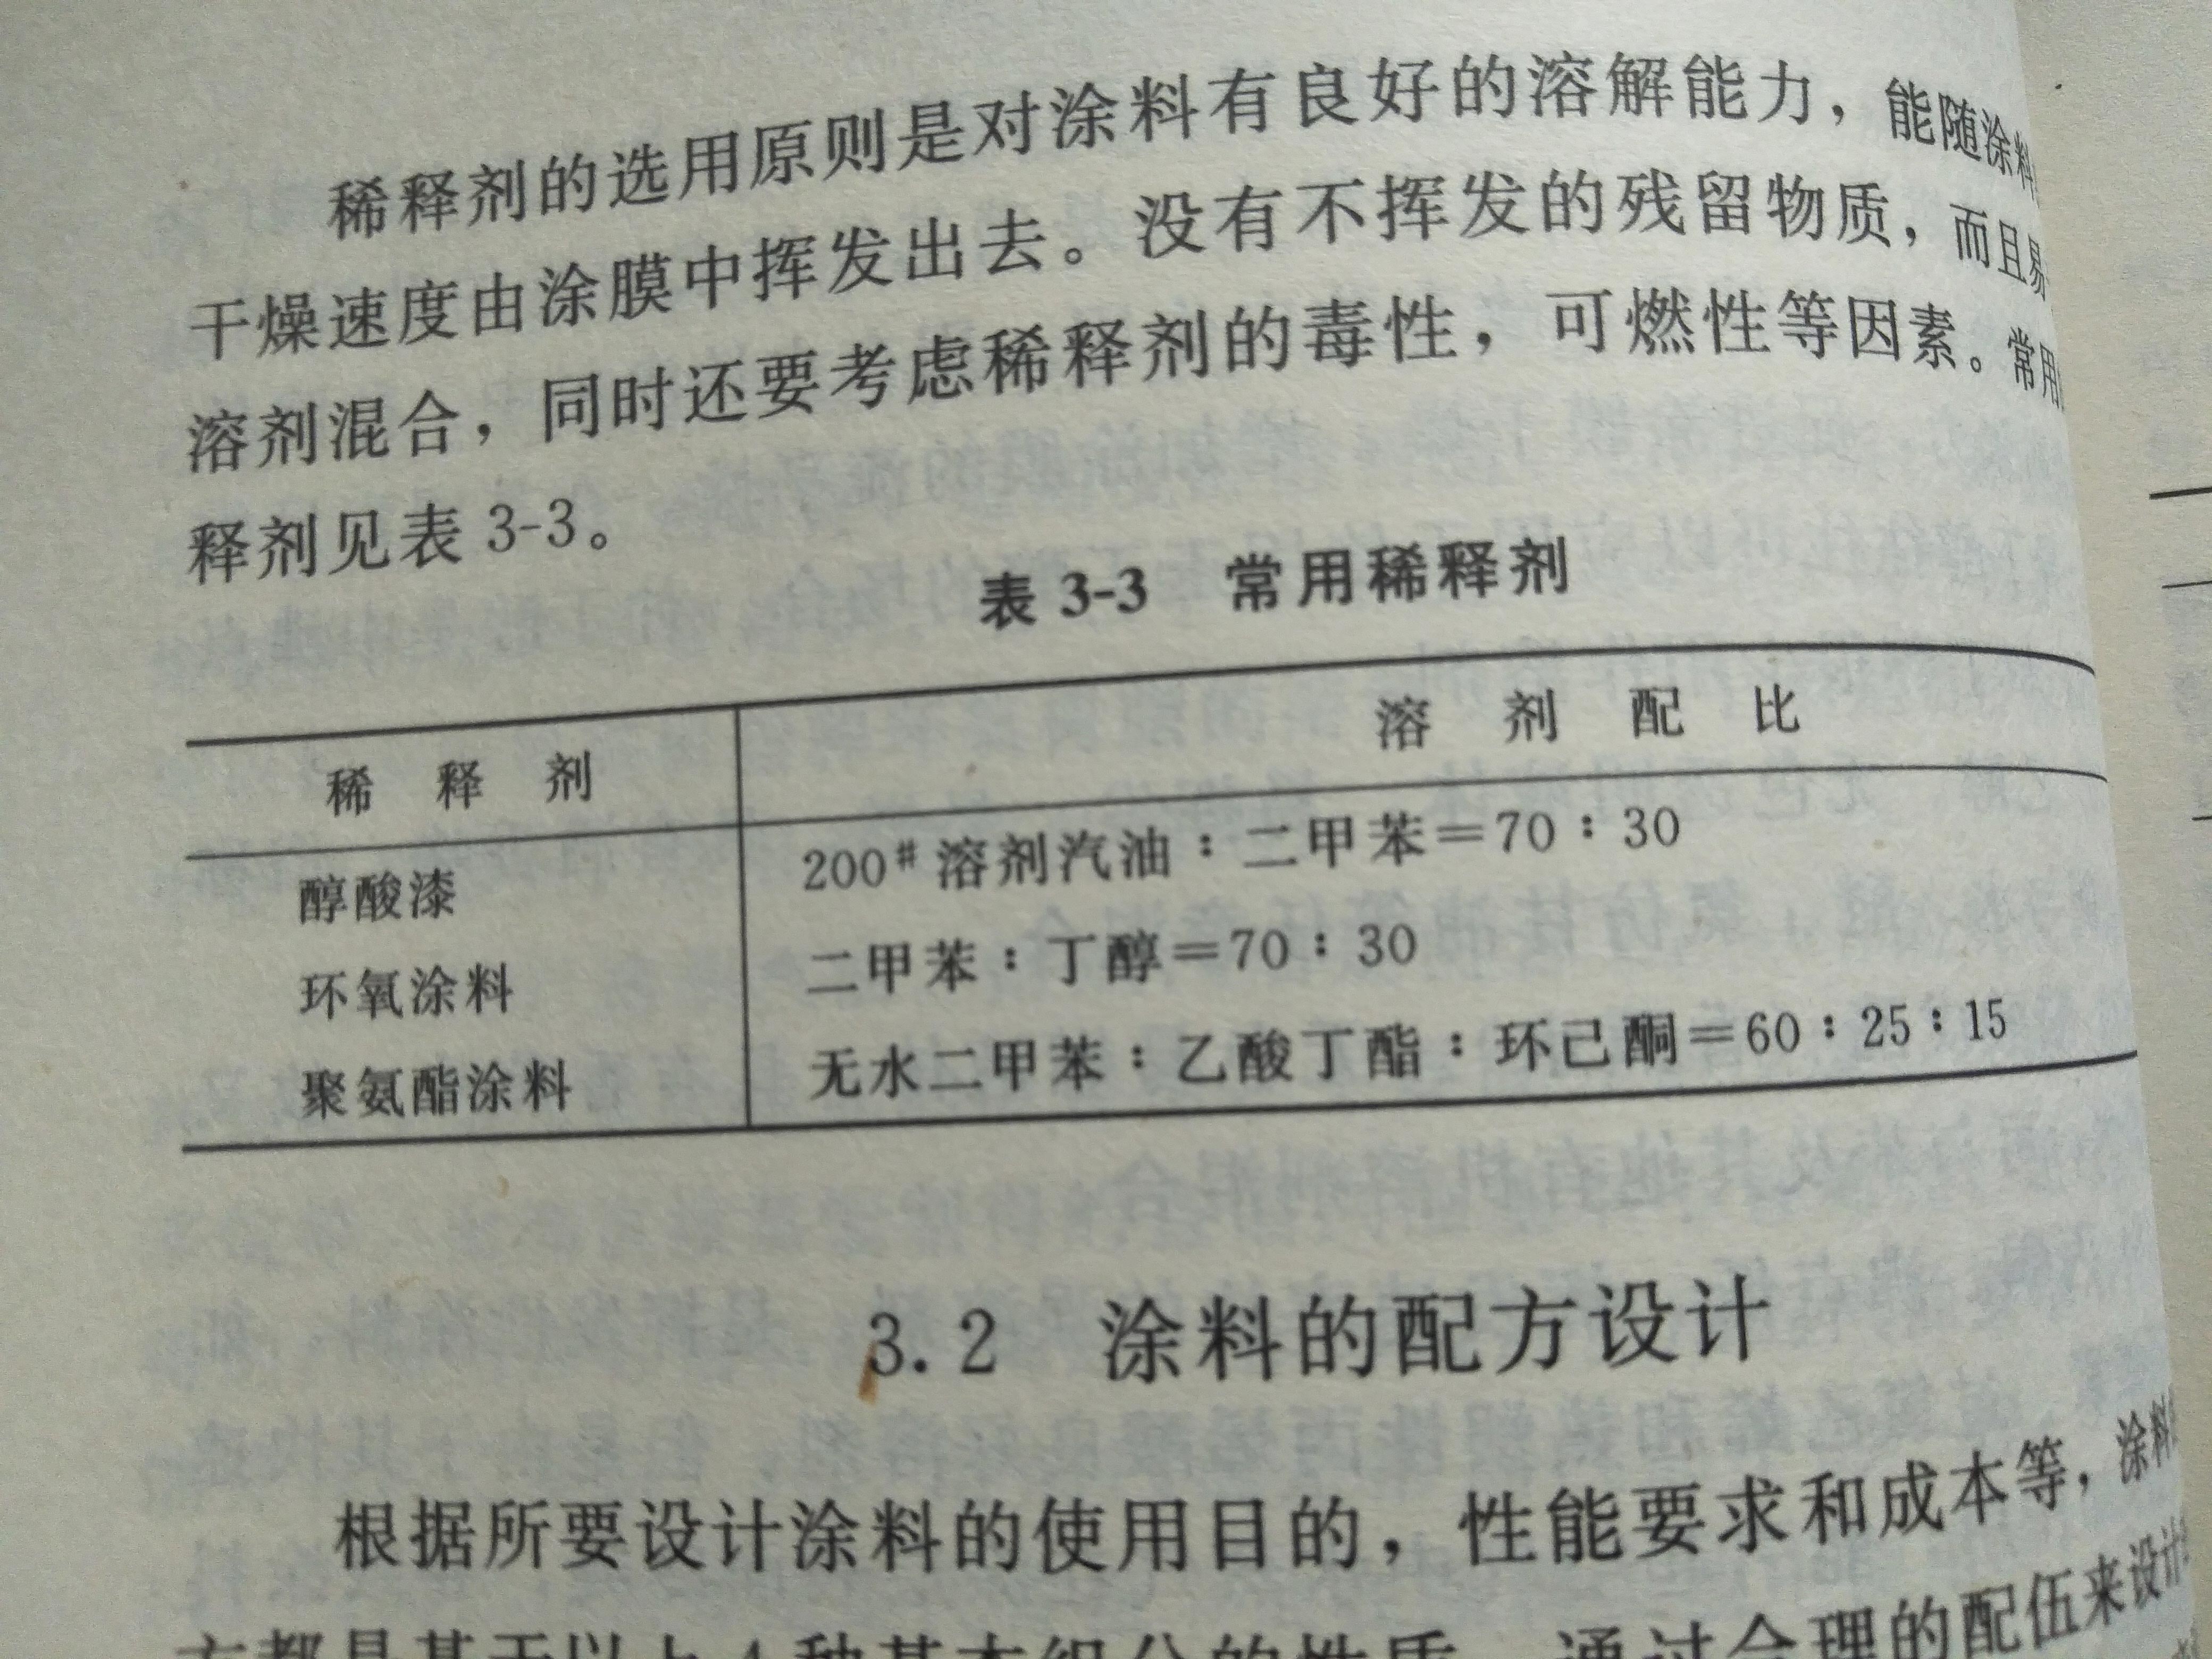 稀释剂的选用原则是对涂料有良好的溶解能力，能随涂料
干燥速度由涂膜中挥发出去。没有不挥发的残留物质，而且易
溶剂混合，同时还要考虑稀释剂的毒性，可燃性等因素。常用
释剂见表 3-3。
表 3-3 常用稀释剂
稀 释 剂 溶 剂 配 比
醇酸漆 200# 溶剂汽油：二甲苯＝70：30
环氧涂料 二甲苯：丁醇＝70：30
聚氨酯涂料 无水二甲苯：乙酸丁酯：环己酮＝60：25：15
3.2 涂料的配方设计
根据所要设计涂料的使用目的，性能要求和成本等，涂料
方都是基于以上 4 种基本组分的性质，通过合理的配伍来设计